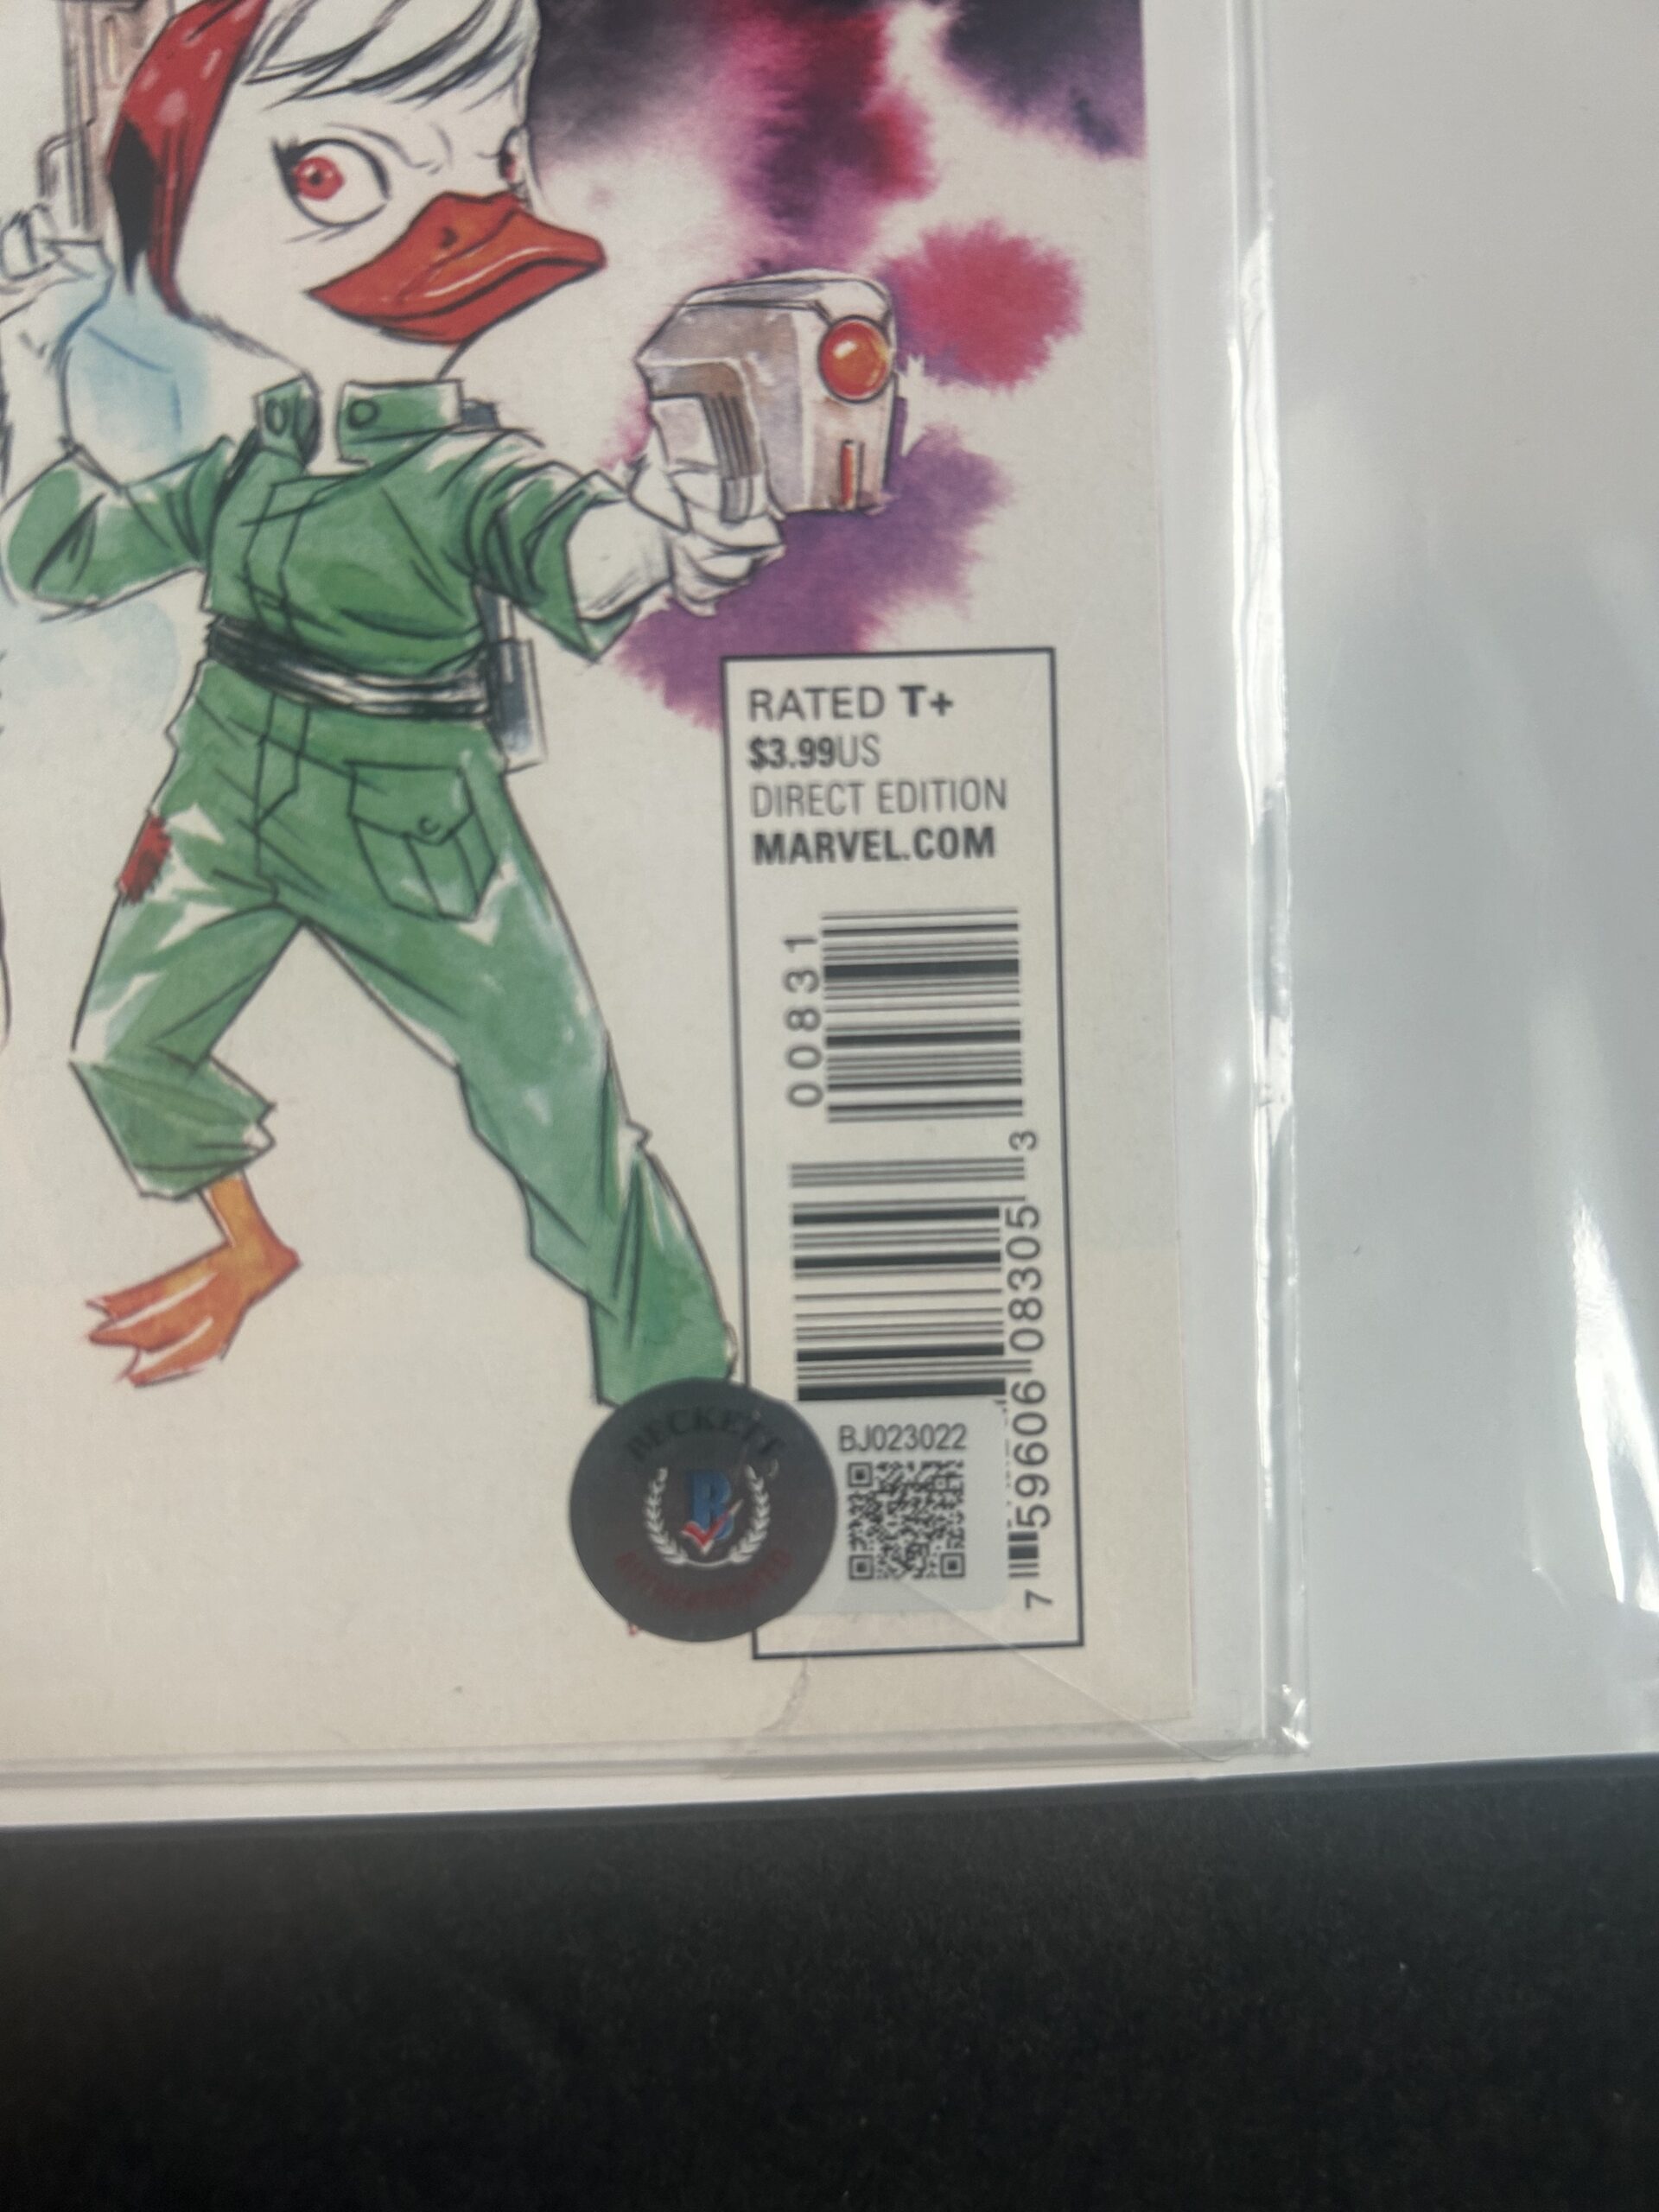 RATED T+
$3.99US
DIRECT EDITION
MARVEL.COM
00831
7 59606 08305 3
BECKETT
BJ023022